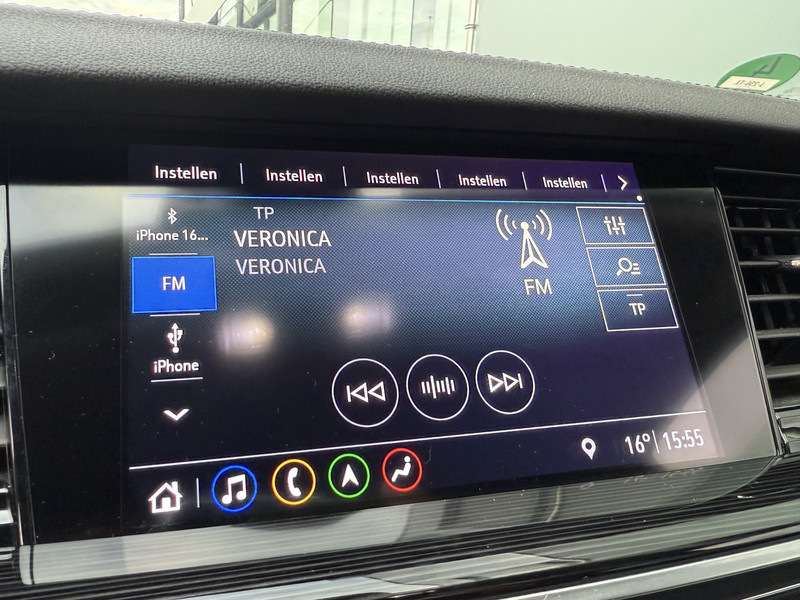 Instellen Instellen Instellen Instellen Instellen
iPhone 16...
TP
VERONICA
VERONICA
FM
FM
TP
iPhone
16° 15:55